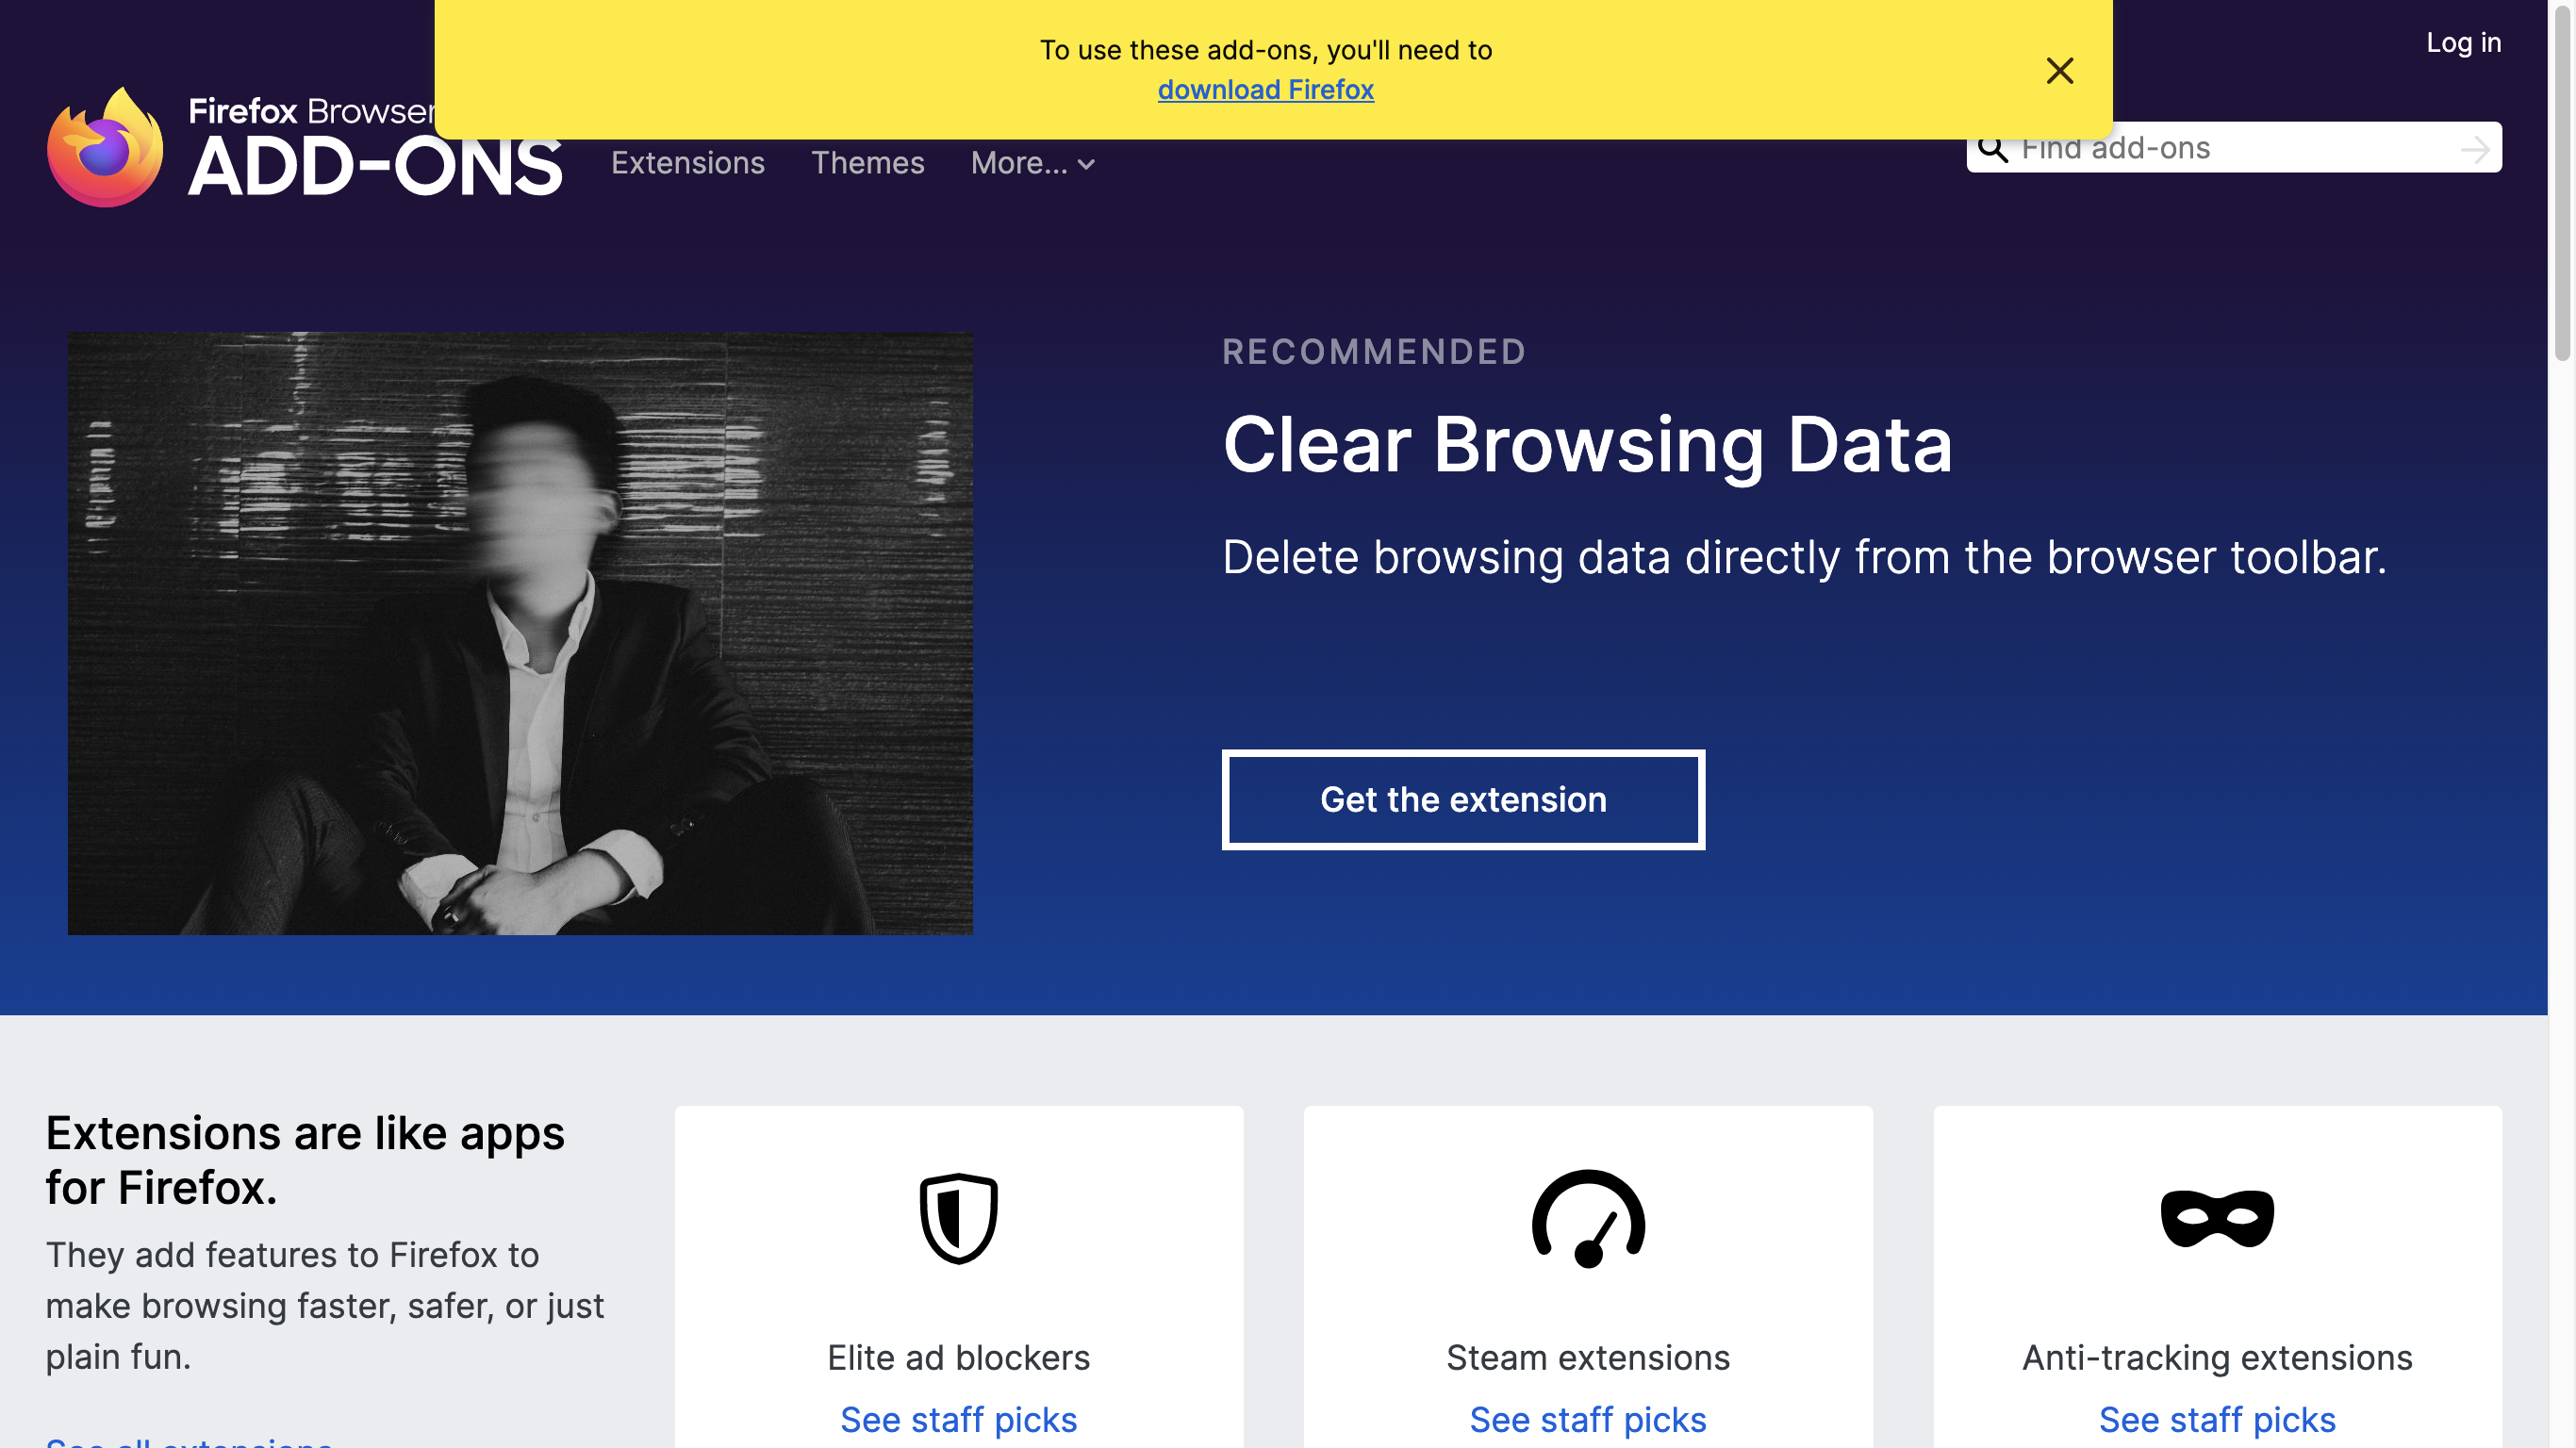 To use these add-ons, you'll need to
download Firefox
Log in
Firefox Browser
ADD-ONS
Extensions
Themes
More...
Find add-ons
RECOMMENDED
Clear Browsing Data
Delete browsing data directly from the browser toolbar.
Get the extension
Extensions are like apps
for Firefox.
They add features to Firefox to
make browsing faster, safer, or just
plain fun.
See all extensions
Elite ad blockers
See staff picks
Steam extensions
See staff picks
Anti-tracking extensions
See staff picks